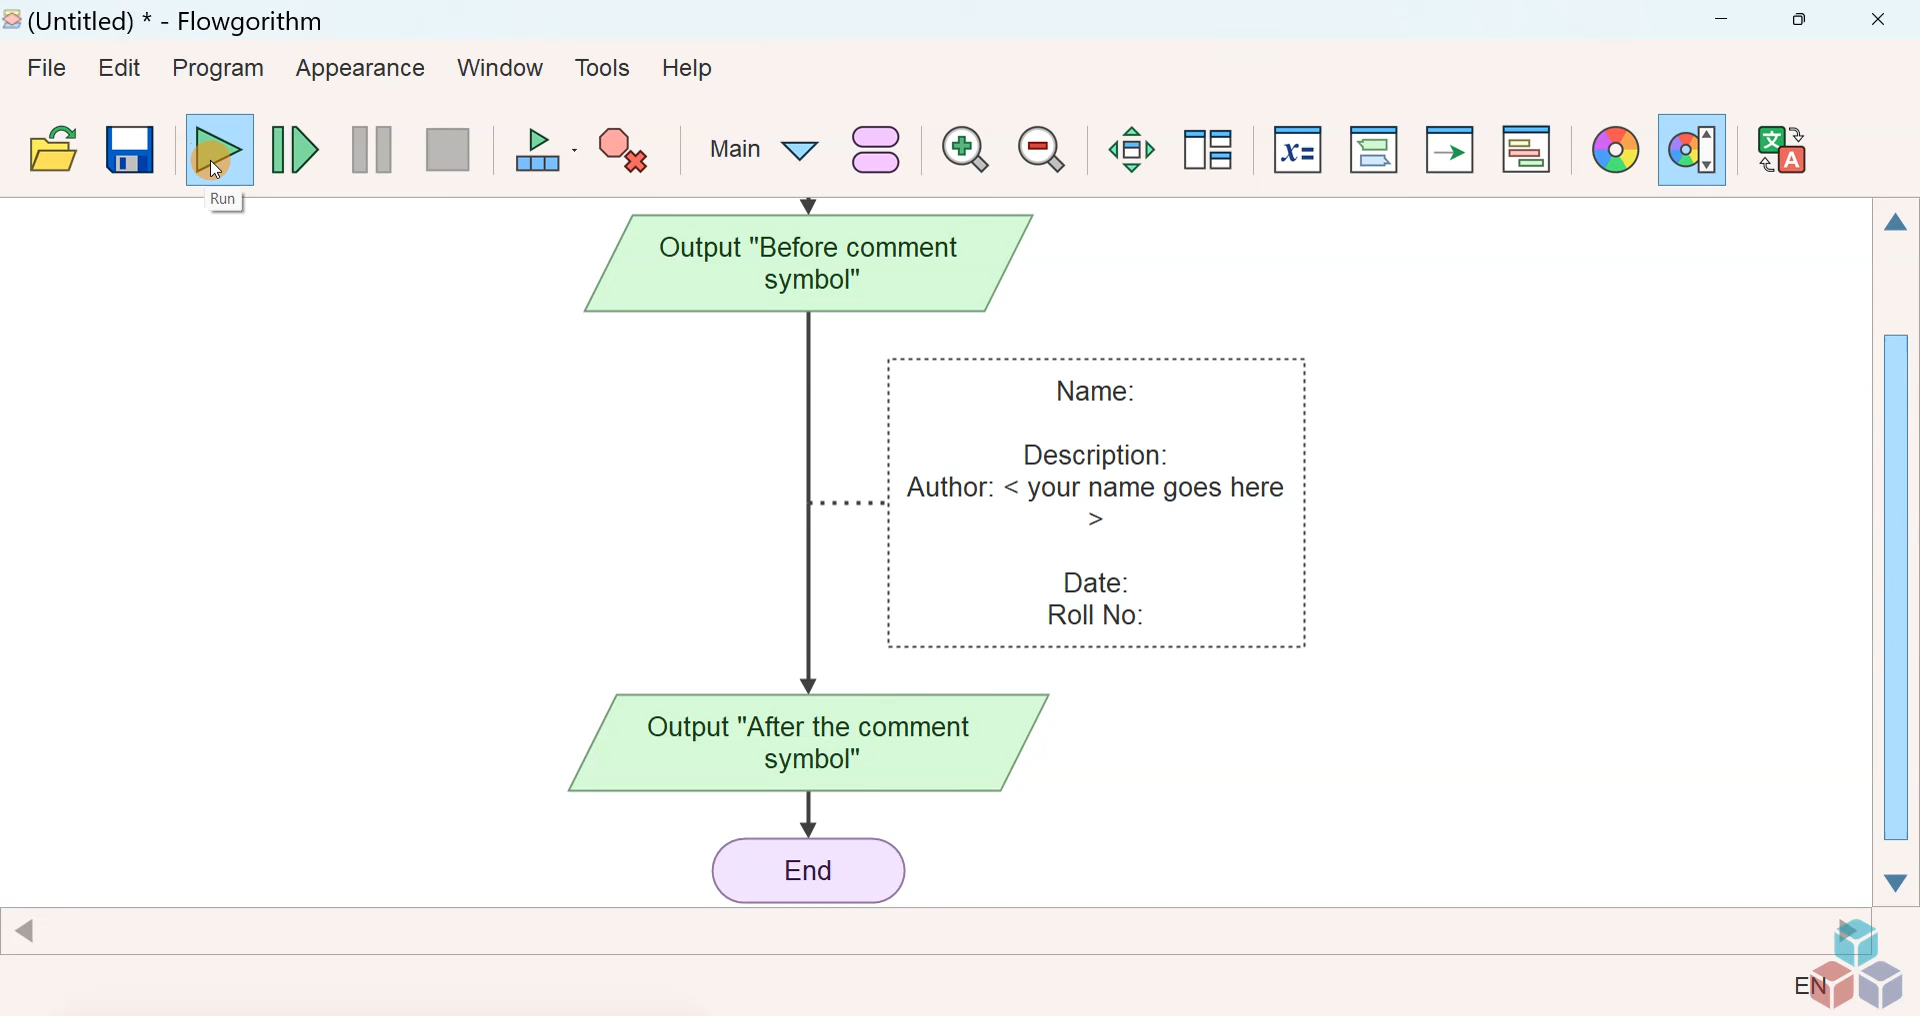 (Untitled) * - Flowgorithm
File Edit Program Appearance Window Tools Help
Main
x=
文
A
Run
Output "Before comment
symbol"
Name:
Description:
Author: < your name goes here
>
Date:
Roll No:
Output "After the comment
symbol"
End
EN